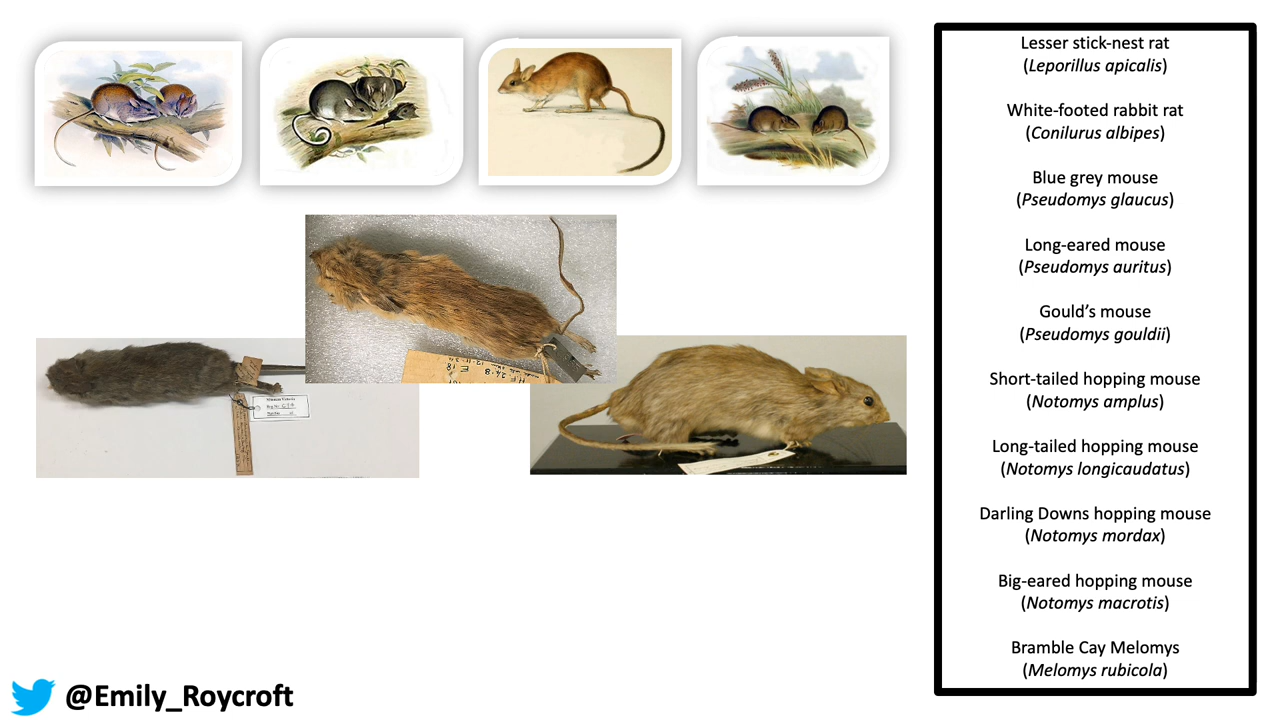 Lesser stick-nest rat
(Leporillus apicalis)
White-footed rabbit rat
(Conilurus albipes)
Blue grey mouse
(Pseudomys glaucus)
Long-eared mouse
(Pseudomys auritus)
Gould’s mouse
(Pseudomys gouldii)
Short-tailed hopping mouse
(Notomys amplus)
Long-tailed hopping mouse
(Notomys longicaudatus)
Darling Downs hopping mouse
(Notomys mordax)
Big-eared hopping mouse
(Notomys macrotis)
Bramble Cay Melomys
(Melomys rubicola)
@Emily_Roycroft